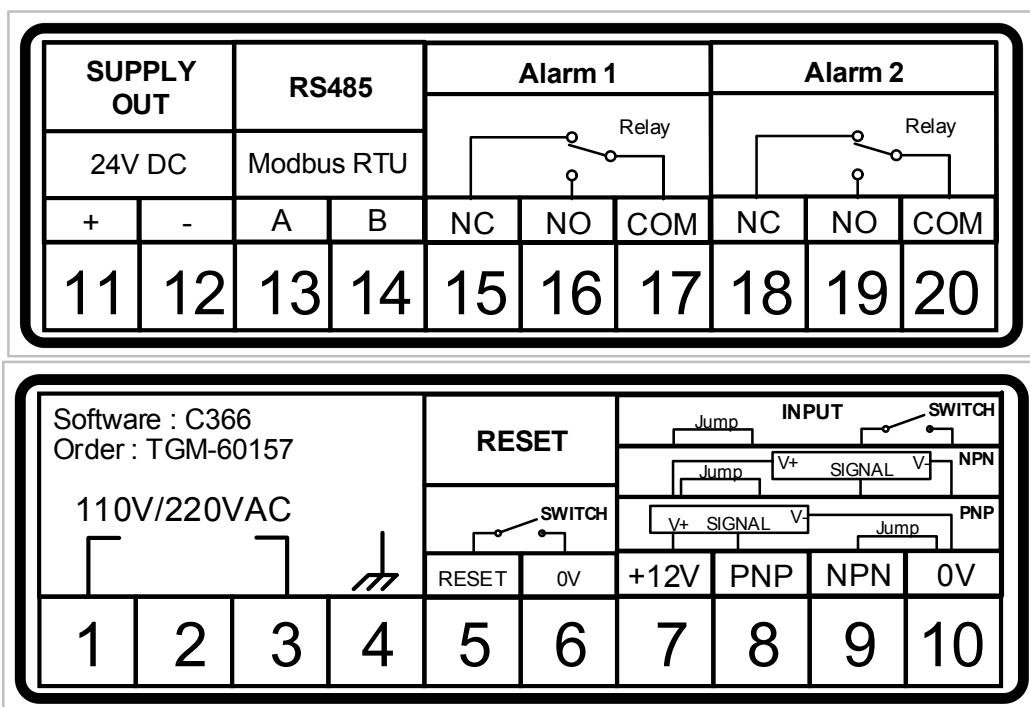 SUPPLY
OUT
RS485
Alarm 1
Alarm 2
24V DC
Modbus RTU
Relay
Relay
+ - A B NC NO COM NC NO COM
11 12 13 14 15 16 17 18 19 20
Software : C366
Order : TGM-60157
110V/220VAC
RESET
SWITCH
INPUT
Jump
SWITCH
V+ SIGNAL V- NPN
Jump
V+ SIGNAL V- PNP
Jump
RESET 0V +12V PNP NPN 0V
1 2 3 4 5 6 7 8 9 10